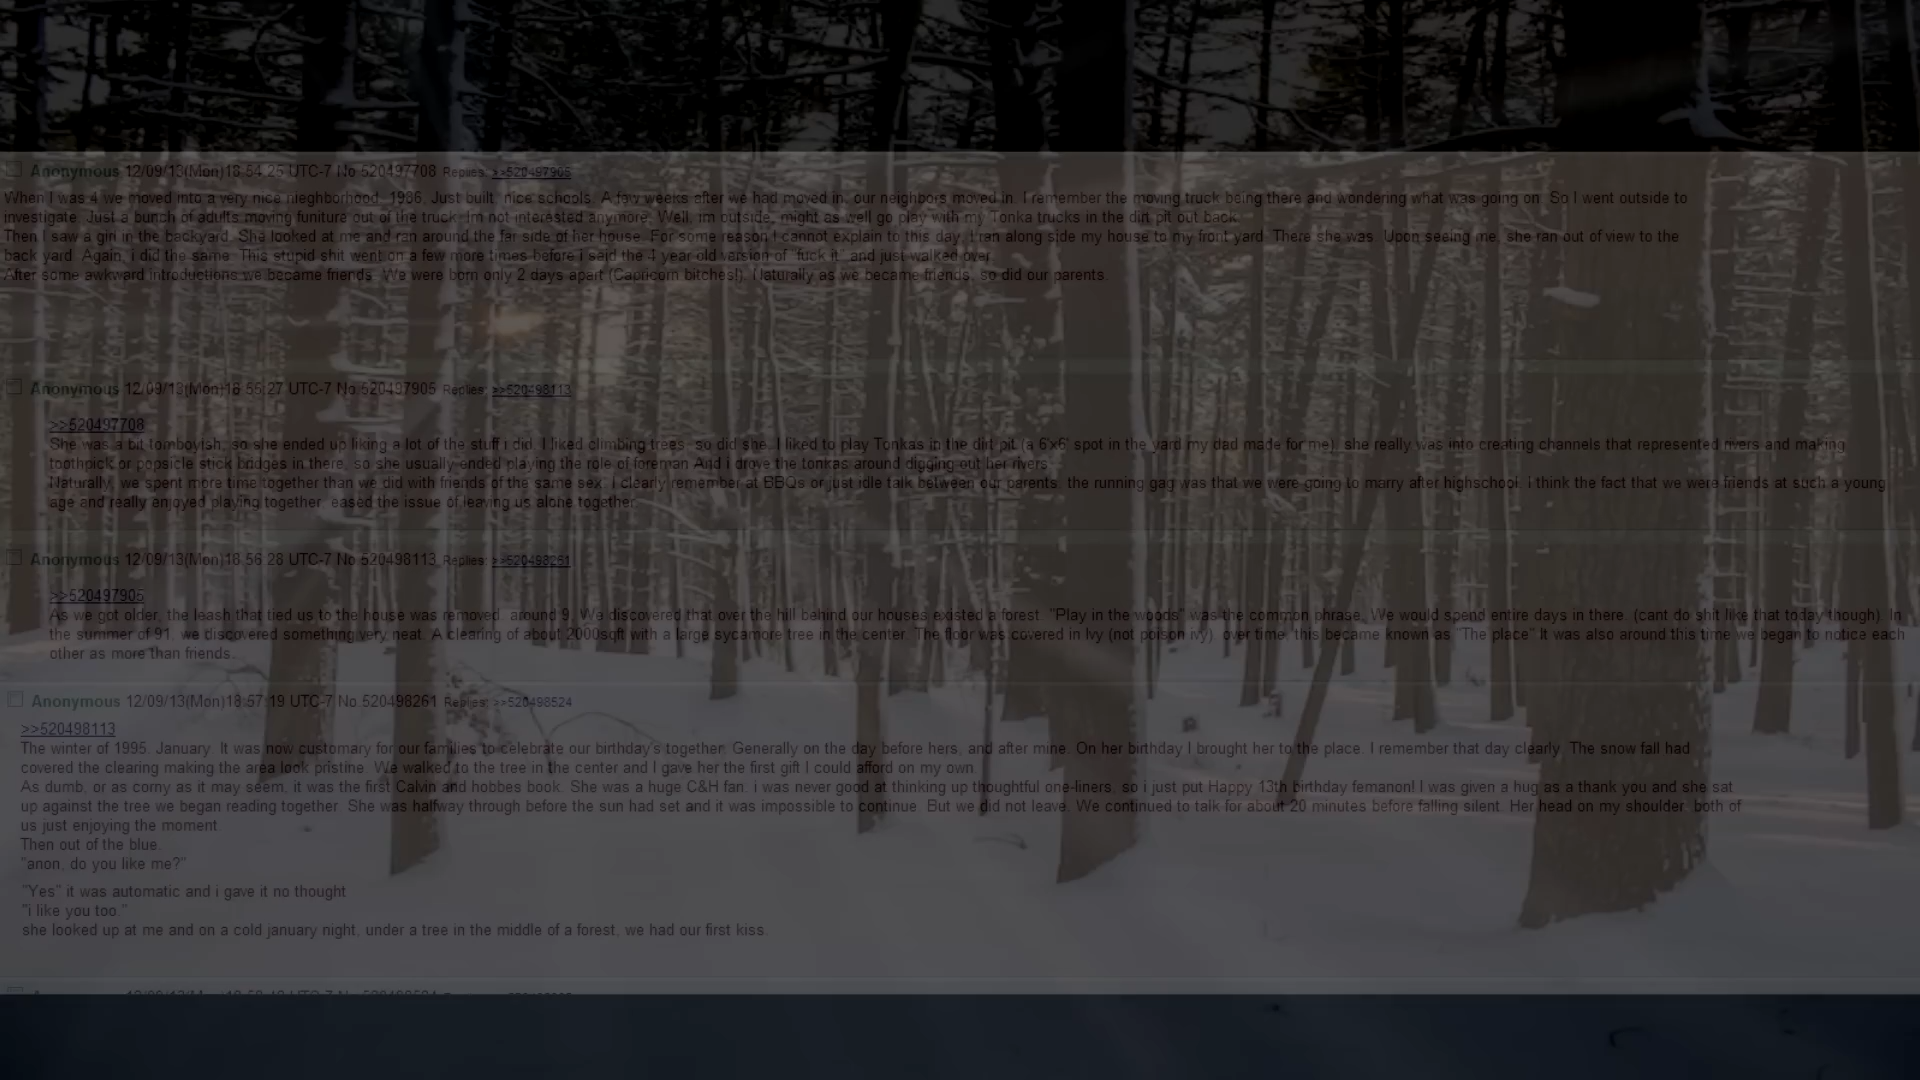 Anonymous 12/09/13(Mon)18:54:25 UTC-7 No.520497708 Replies: >>520497905
When I was 4 we moved into a very nice nieghborhood. 1986. Just built, nice schools. A few weeks after we had moved in, our neighbors moved in. I remember the moving truck being there and wondering what was going on. So I went outside to
investigate. Just a bunch of adults moving funiture out of the truck. Im not interested anymore. Well, im outside, might as well go play with my Tonka trucks in the dirt pit out back.
Then I saw a girl in the backyard. She looked at me and ran around the far side of her house. For some reason I cannot explain to this day, I ran along side my house to my front yard. There she was. Upon seeing me, she ran out of view to the
back yard. Again, i did the same. This stupid shit went on a few more times before i said the 4 year old version of "fuck it" and just walked over.
After some awkward introductions we became friends. We were born only 2 days apart (Capricorn bitches!). Naturally as we became friends, so did our parents.
Anonymous 12/09/13(Mon)18:55:27 UTC-7 No.520497905 Replies: >>520498113
>>520497708
She was a bit tomboyish, so she ended up liking a lot of the stuff i did. I liked climbing trees, so did she. I liked to play Tonkas in the dirt pit (a 6'x6' spot in the yard my dad made for me), she really was into creating channels that represented rivers and making
toothpick or popsicle stick bridges in there, so she usually ended playing the role of foreman And i drove the tonkas around digging out her rivers.
Naturally, we spent more time together than we did with friends of the same sex. I clearly remember at BBQs or just idle talk between our parents, the running gag was that we were going to marry after highschool. I think the fact that we were friends at such a young
age and really enjoyed playing together, eased the issue of leaving us alone together.
Anonymous 12/09/13(Mon)18:56:28 UTC-7 No.520498113 Replies: >>520498261
>>520497905
As we got older, the leash that tied us to the house was removed, around 9. We discovered that over the hill behind our houses existed a forest. "Play in the woods" was the common phrase. We would spend entire days in there. (cant do shit like that today though). In
the summer of 91, we discovered something very neat. A clearing of about 2000sqft with a large sycamore tree in the center. The floor was covered in Ivy (not poison ivy). over time, this became known as "The place" It was also around this time we began to notice each
other as more than friends.
Anonymous 12/09/13(Mon)18:57:19 UTC-7 No.520498261 Replies: >>520498524
>>520498113
The winter of 1995. January. It was now customary for our families to celebrate our birthday's together. Generally on the day before hers, and after mine. On her birthday I brought her to the place. I remember that day clearly. The snow fall had
covered the clearing making the area look pristine. We walked to the tree in the center and I gave her the first gift I could afford on my own.
As dumb, or as corny as it may seem, it was the first Calvin and hobbes book. She was a huge C&H fan. i was never good at thinking up thoughtful one-liners, so i just put Happy 13th birthday femanon! I was given a hug as a thank you and she sat
up against the tree we began reading together. She was halfway through before the sun had set and it was impossible to continue. But we did not leave. We continued to talk for about 20 minutes before falling silent. Her head on my shoulder, both of
us just enjoying the moment.
Then out of the blue.
"anon, do you like me?"
"Yes" it was automatic and i gave it no thought
"i like you too."
she looked up at me and on a cold january night, under a tree in the middle of a forest, we had our first kiss.